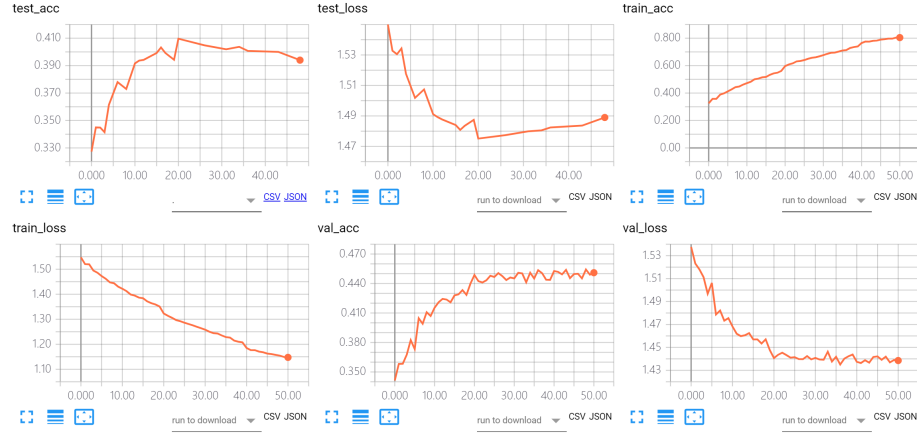 test_acc
0.410
0.390
0.370
0.350
0.330
0.000 10.00 20.00 30.00 40.00
CSV JSON
test_loss
1.53
1.51
1.49
1.47
0.000 10.00 20.00 30.00 40.00
run to download CSV JSON
train_acc
0.800
0.600
0.400
0.200
0.00
0.000 10.00 20.00 30.00 40.00 50.00
run to download CSV JSON
train_loss
1.50
1.40
1.30
1.20
1.10
0.000 10.00 20.00 30.00 40.00 50.00
run to download CSV JSON
val_acc
0.470
0.440
0.410
0.380
0.350
0.000 10.00 20.00 30.00 40.00 50.00
run to download CSV JSON
val_loss
1.53
1.51
1.49
1.47
1.45
1.43
0.000 10.00 20.00 30.00 40.00 50.00
run to download CSV JSON